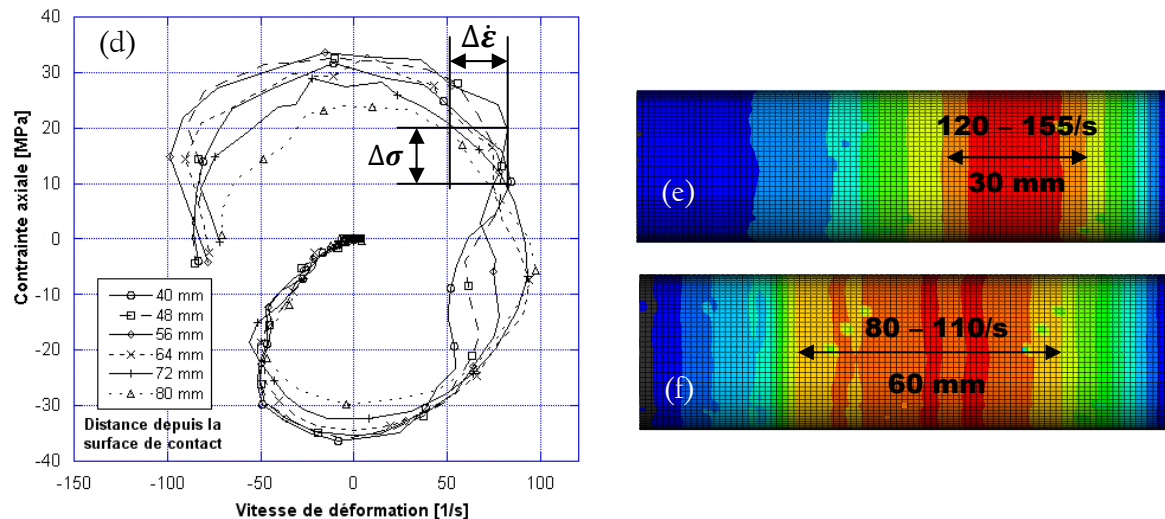 (d)
Δε̇
Δσ
40
30
20
10
0
-10
-20
-30
-40
Contrainte axiale [MPa]
40 mm
48 mm
56 mm
64 mm
72 mm
80 mm
Distance depuis la
surface de contact
-150
-100
-50
0
50
100
Vitesse de déformation [1/s]
120 – 155/s
30 mm
(e)
80 – 110/s
60 mm
(f)